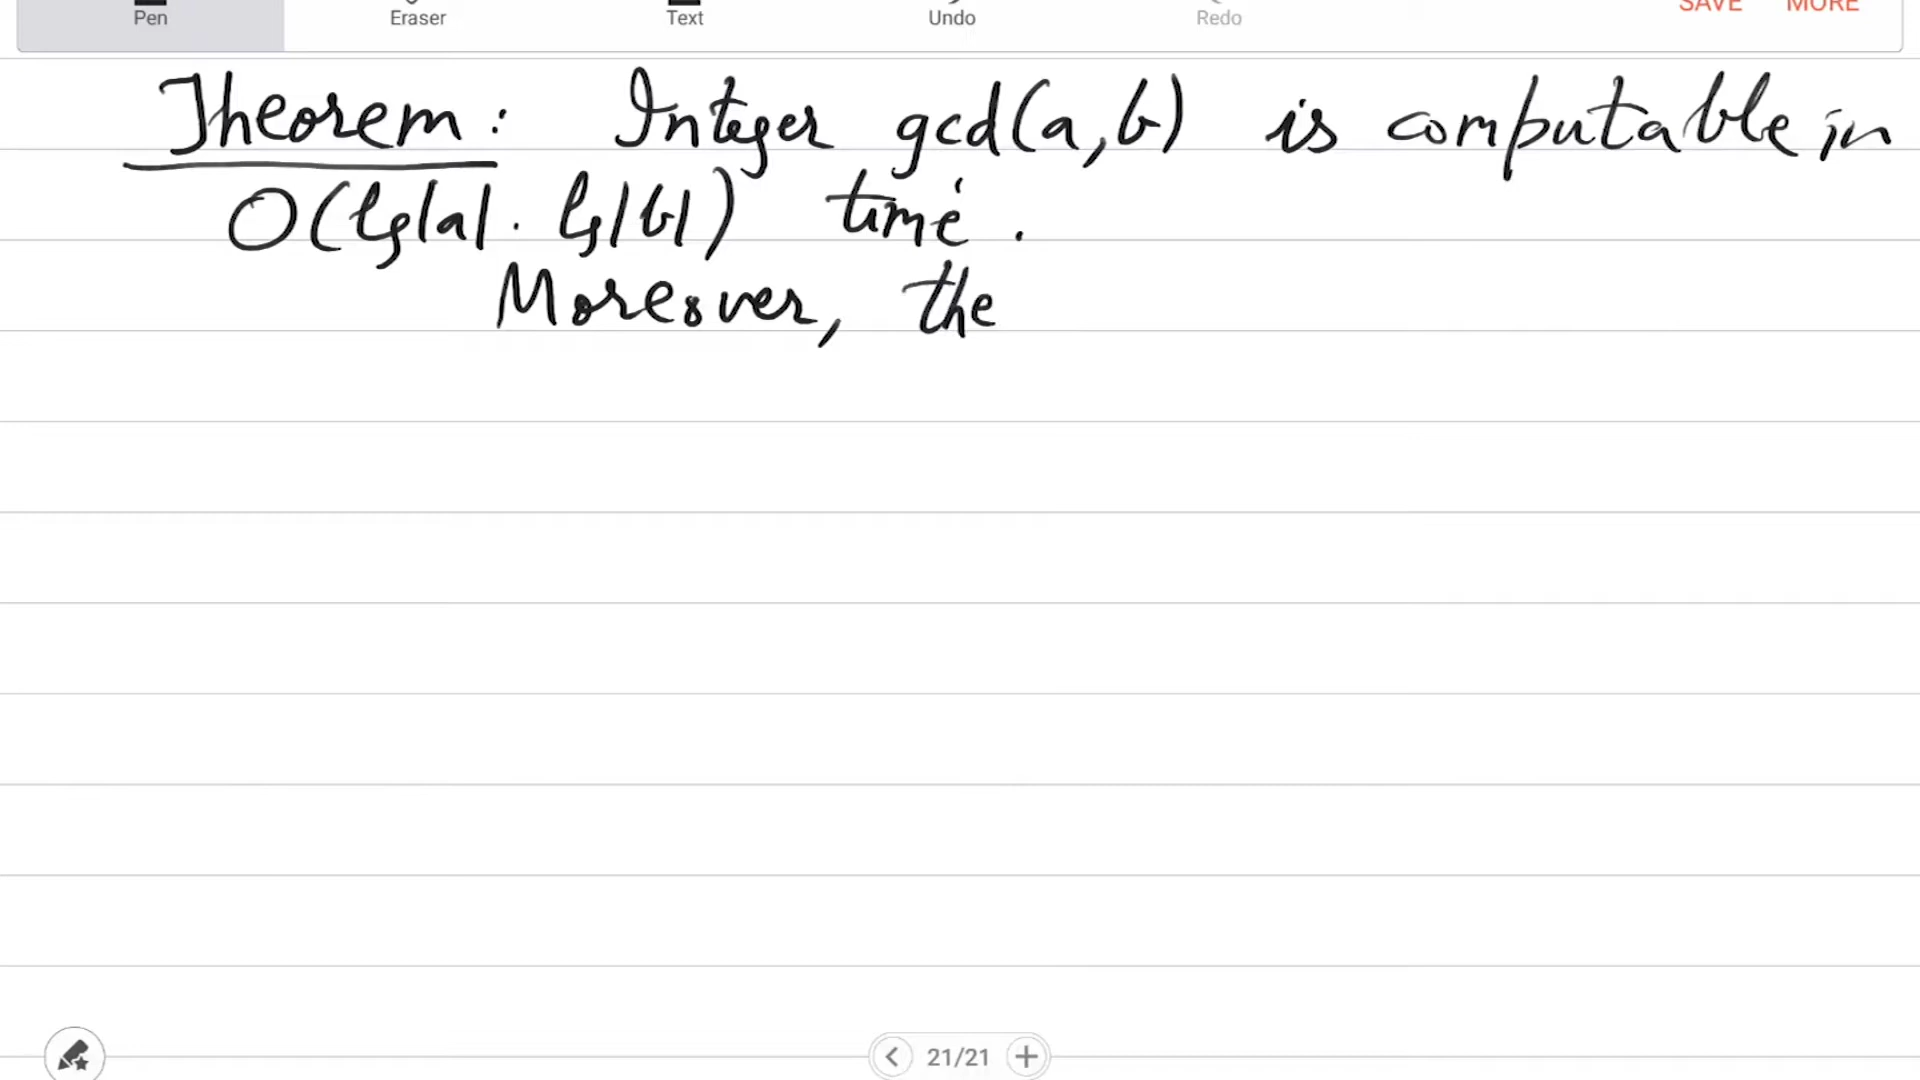 Pen Eraser Text Undo Redo SAVE MORE
Theorem: Integer gcd(a,b) is computable in
O(lg|a| · lg|b|) time.
Moreover, the
21/21